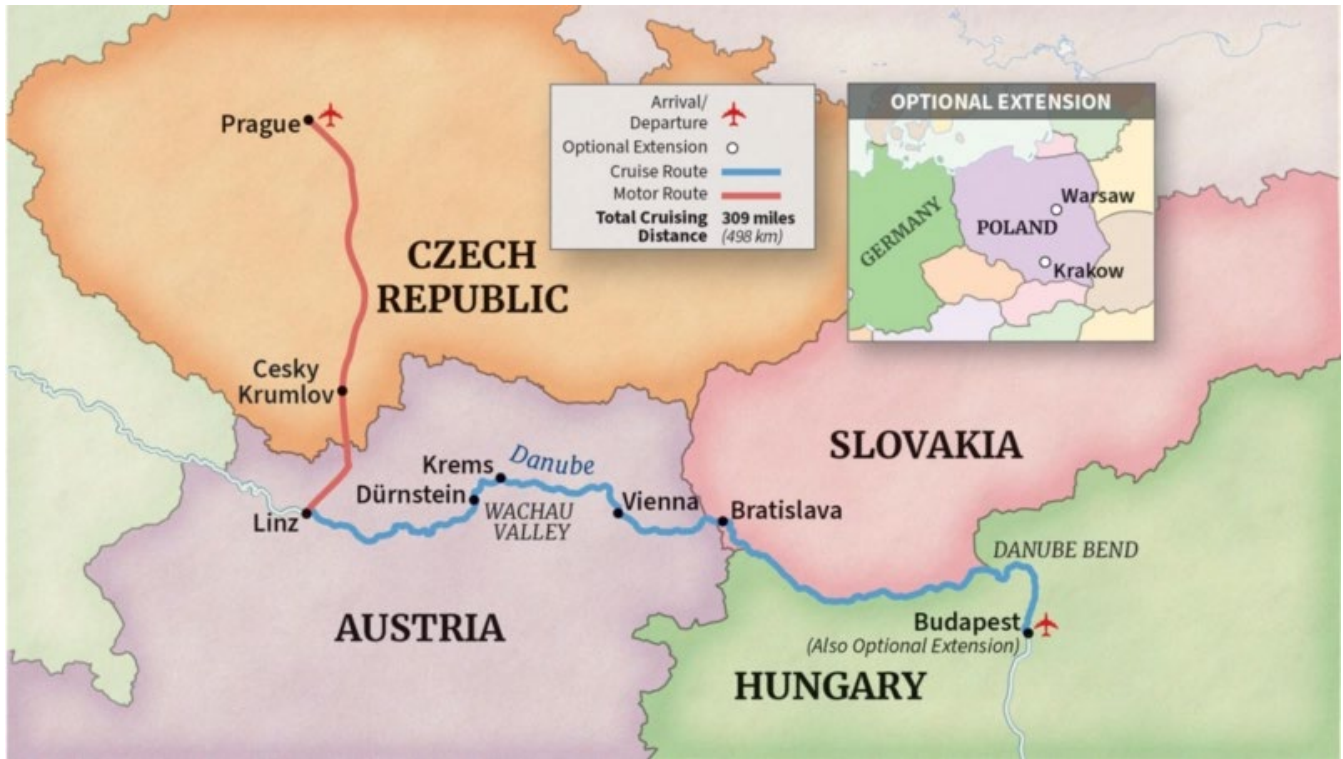 Prague
CZECH
REPUBLIC
Cesky
Krumlov
Arrival/
Departure
Optional Extension
Cruise Route
Motor Route
Total Cruising 309 miles
Distance (498 km)
OPTIONAL EXTENSION
GERMANY
POLAND
Warsaw
Krakow
Linz
Krems
Dürnstein
Danube
WACHAU
VALLEY
Vienna
Bratislava
SLOVAKIA
DANUBE BEND
AUSTRIA
Budapest
(Also Optional Extension)
HUNGARY